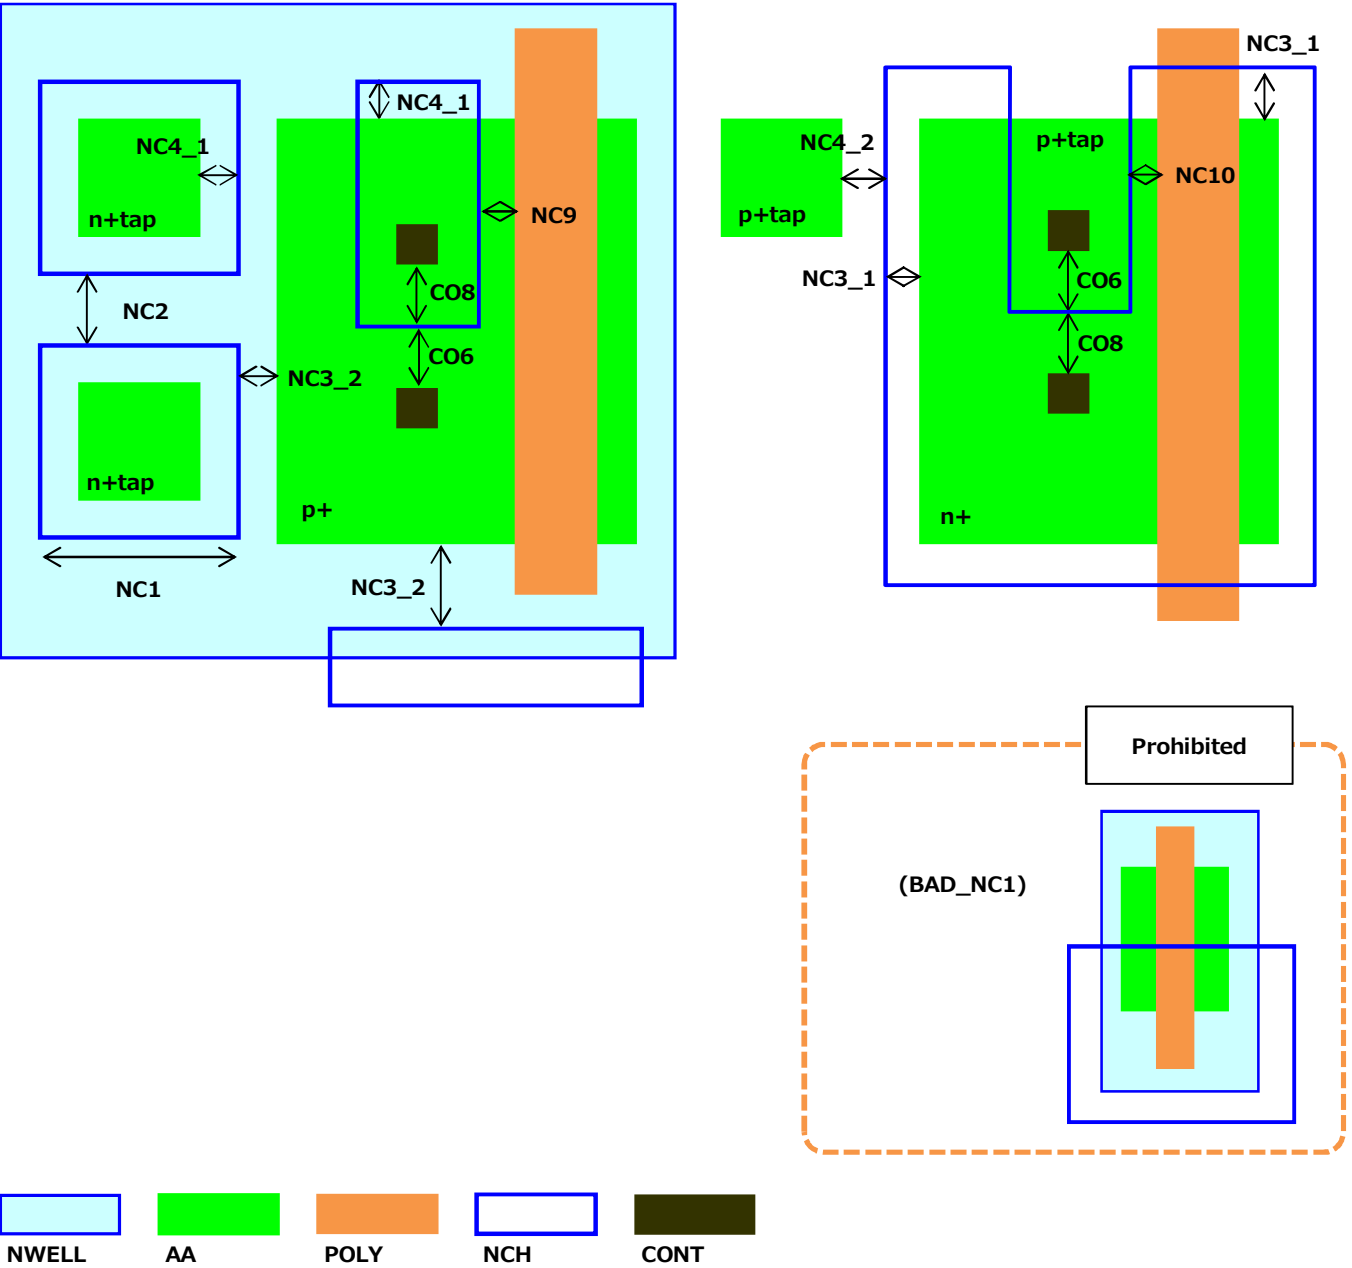 NC3_1
NC4_1
NC4_1
NC4_2
p+tap
NC10
n+tap
NC9
p+tap
NC3_1
CO6
CO8
NC2
CO8
CO6
NC3_2
n+tap
p+
n+
NC1
NC3_2
Prohibited
(BAD_NC1)
NWELL
AA
POLY
NCH
CONT